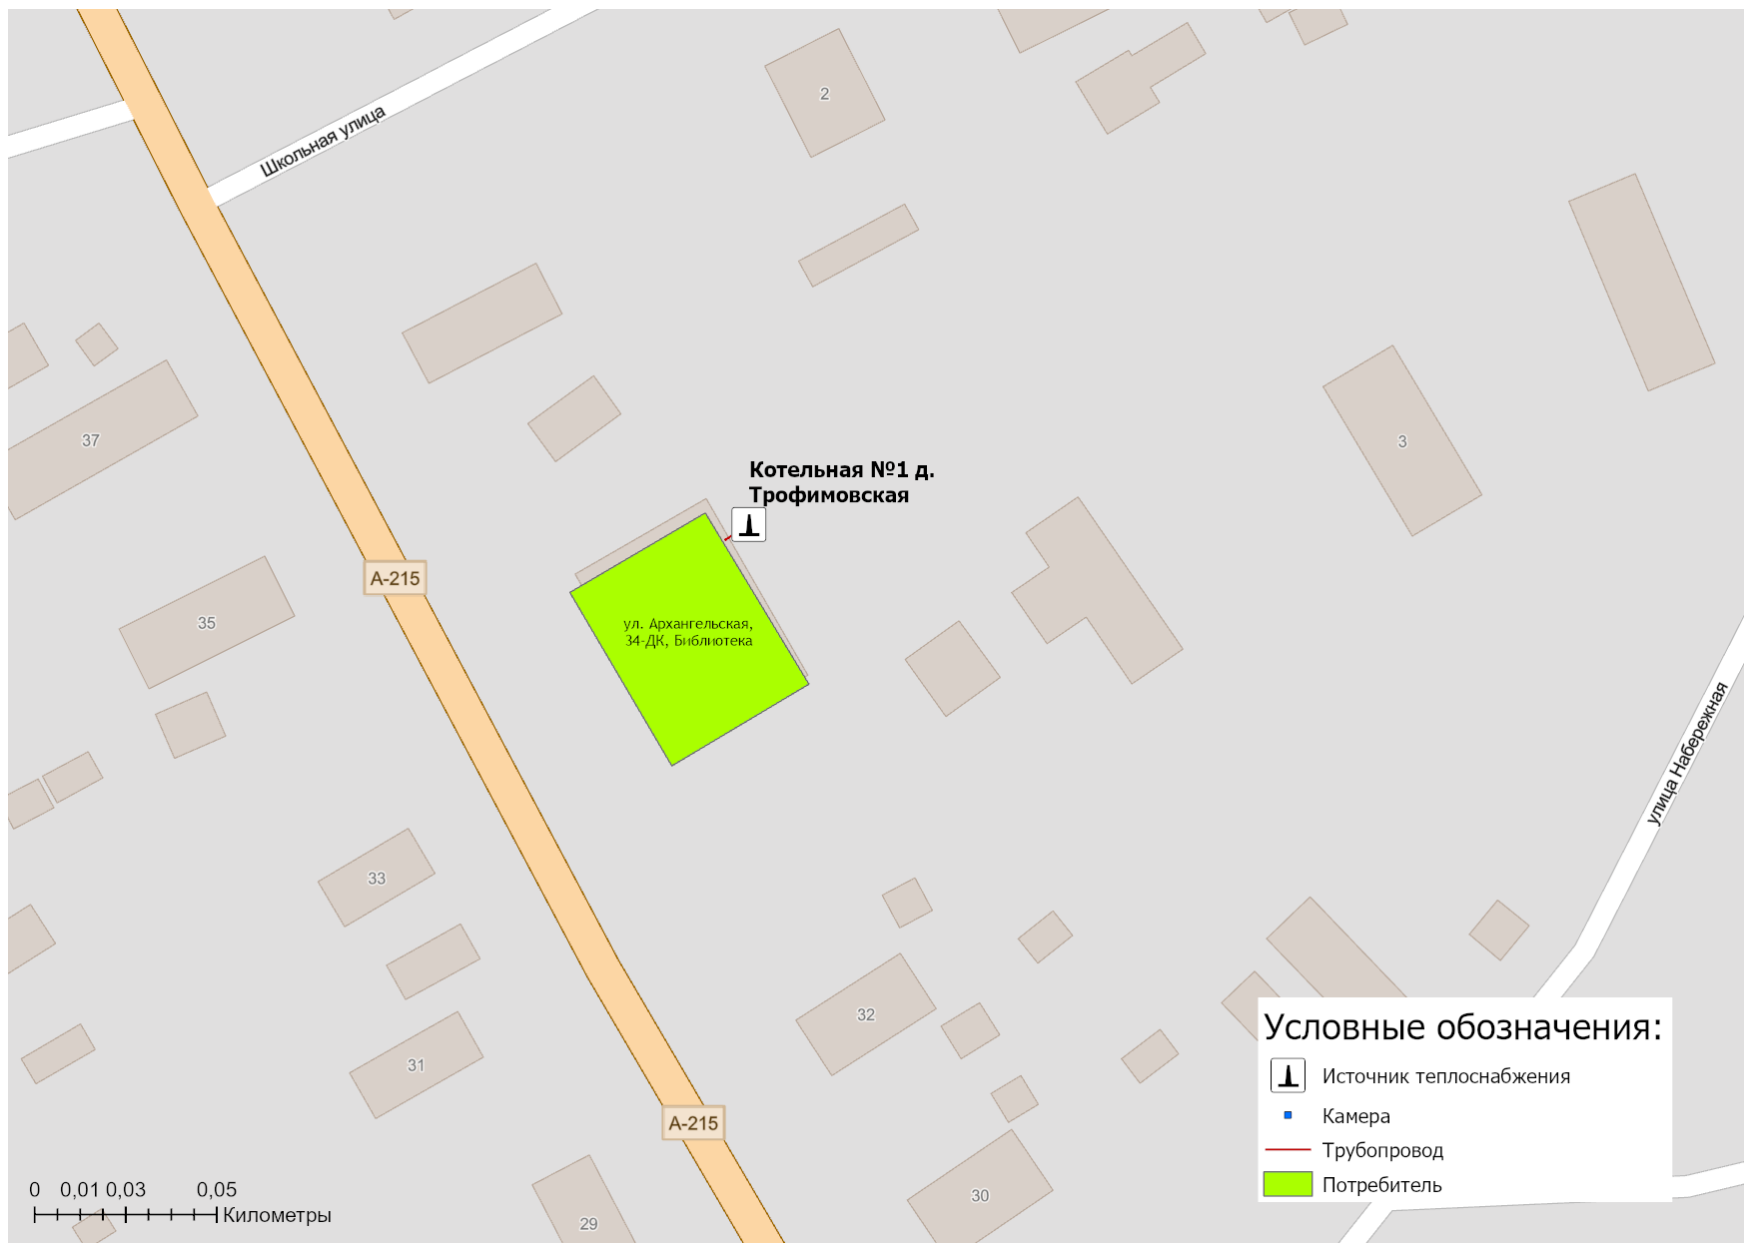 2
Школьная улица
37
3
Котельная №1 д.
Трофимовская
А-215
35
ул. Архангельская,
34-ДК, Библиотека
улица Набережная
33
32
31
А-215
30
29
Условные обозначения:
Источник теплоснабжения
Камера
Трубопровод
Потребитель
0 0,01 0,03 0,05
Километры